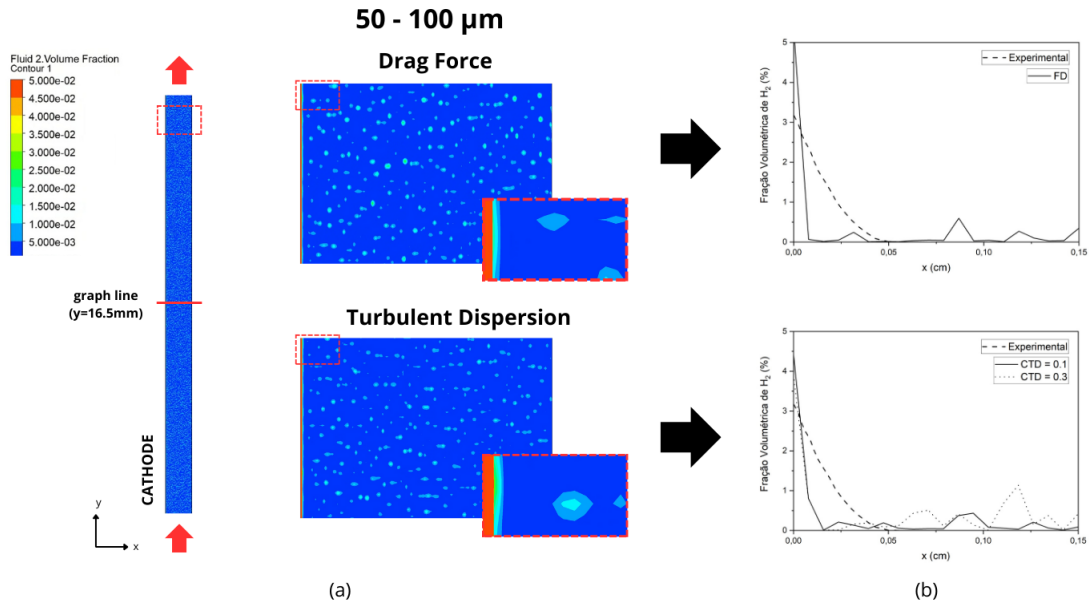 50 - 100 µm
Fluid 2.Volume Fraction
Contour 1
5.000e-02
4.500e-02
4.000e-02
3.500e-02
3.000e-02
2.500e-02
2.000e-02
1.500e-02
1.000e-02
5.000e-03
graph line
(y=16.5mm)
CATHODE
y
x
Drag Force
Turbulent Dispersion
(a)
Fração Volumétrica de H2 (%)
5
4
3
2
1
0
Experimental
FD
0,00
0,05
0,10
0,15
x (cm)
Fração Volumétrica de H2 (%)
5
4
3
2
1
0
Experimental
CTD = 0.1
CTD = 0.3
0,00
0,05
0,10
0,15
x (cm)
(b)